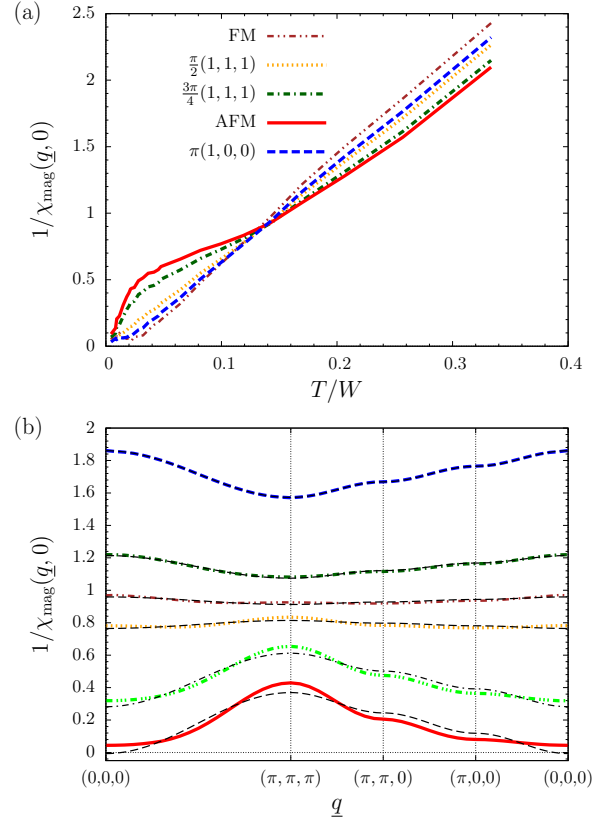 (a)
2.5
2
1.5
1
0.5
0
1/χmag(q, 0)
FM
π/2(1, 1, 1)
3π/4(1, 1, 1)
AFM
π(1, 0, 0)
0 0.1 0.2 0.3 0.4
T/W
(b)
2
1.8
1.6
1.4
1.2
1
0.8
0.6
0.4
0.2
0
1/χmag(q, 0)
(0,0,0) (π, π, π) (π, π, 0) (π,0,0) (0,0,0)
q